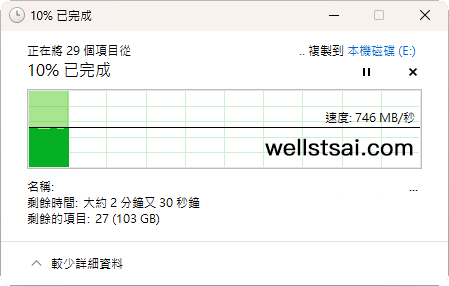 10% 已完成
正在將 29 個項目從 .. 複製到 本機磁碟 (E:)
10% 已完成
速度: 746 MB/秒
wellstsai.com
名稱: ...
剩餘時間: 大約 2 分鐘又 30 秒鐘
剩餘的項目: 27 (103 GB)
較少詳細資料